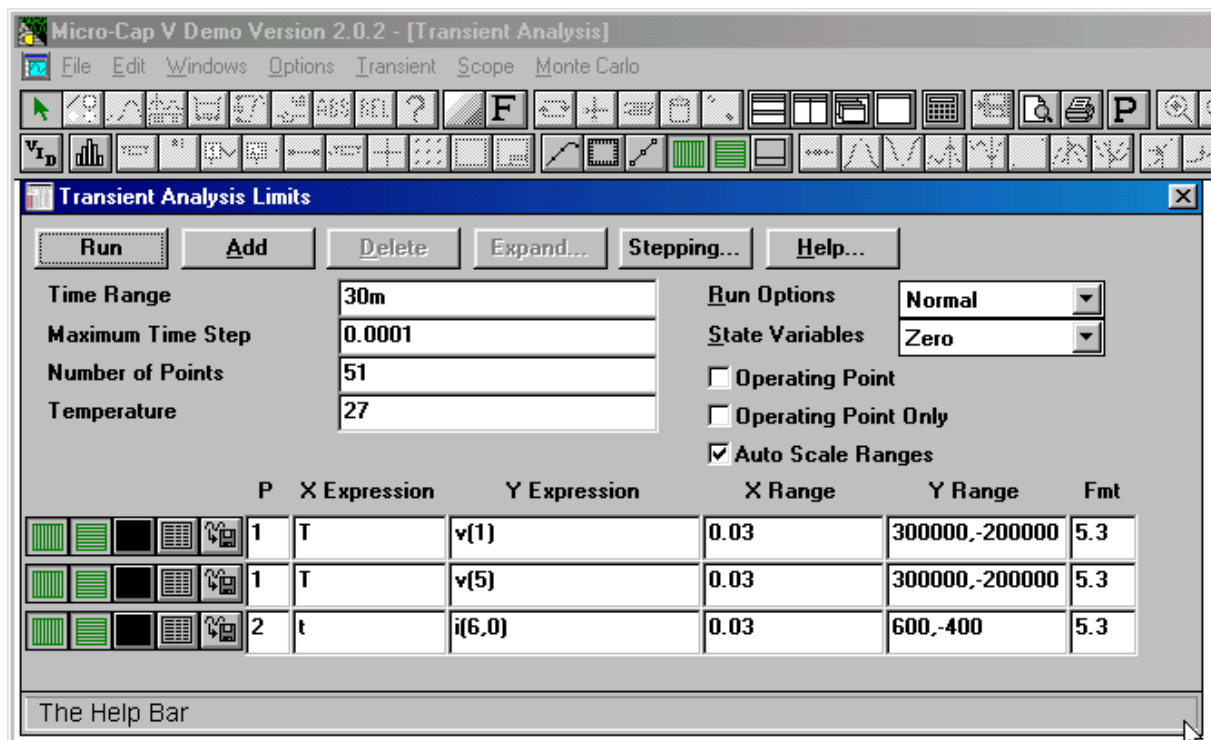 Micro-Cap V Demo Version 2.0.2 - [Transient Analysis]
File Edit Windows Options Transient Scope Monte Carlo
ABS REL ? F P
VID
Transient Analysis Limits
Run Add Delete Expand... Stepping... Help...
Time Range 30m Run Options Normal
Maximum Time Step 0.0001 State Variables Zero
Number of Points 51 Operating Point
Temperature 27 Operating Point Only
Auto Scale Ranges
P X Expression Y Expression X Range Y Range Fmt
1 T v(1) 0.03 300000,-200000 5.3
1 T v(5) 0.03 300000,-200000 5.3
2 t i(6,0) 0.03 600,-400 5.3
The Help Bar